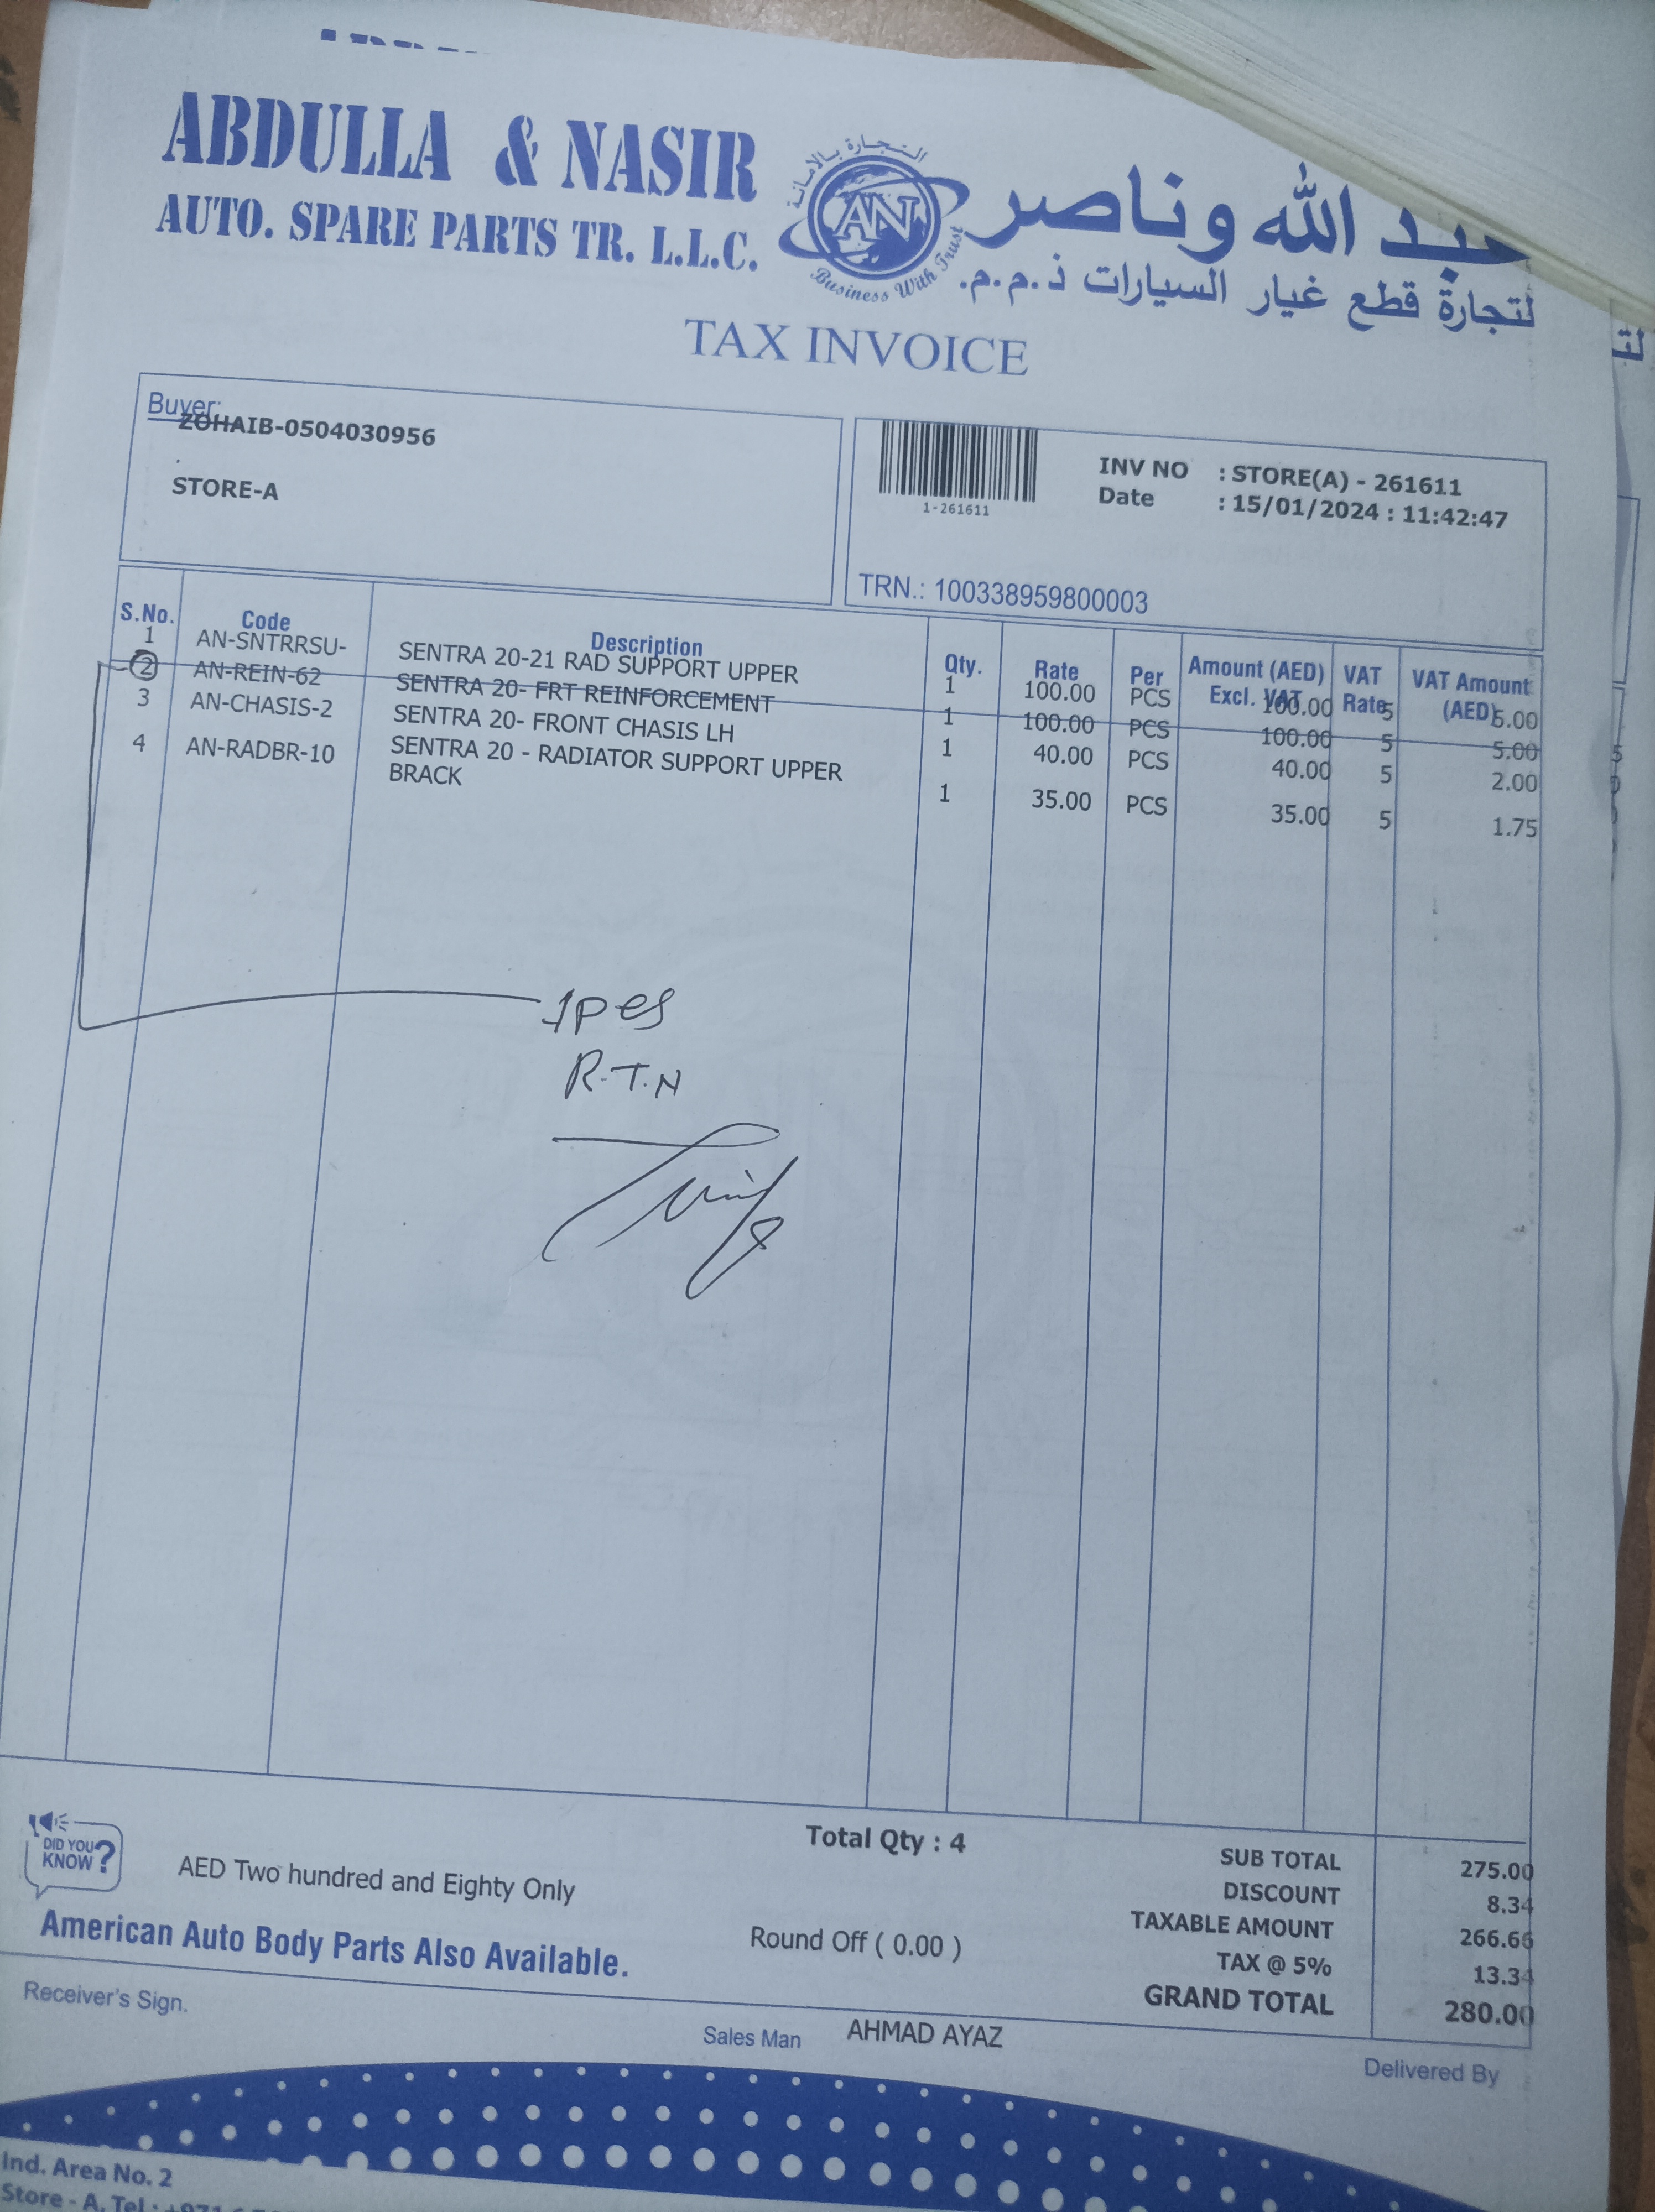 ABDULLA & NASIR
AUTO. SPARE PARTS TR. L.L.C.
التجارة بالامانة
AN
Business With Trust
الله وناصر
لتجارة قطع غيار السيارات ذ.م.م.
TAX INVOICE
Buyer:
ZOHAIB-0504030956
.
STORE-A
1-261611
INV NO : STORE(A) - 261611
Date : 15/01/2024 : 11:42:47
TRN.: 100338959800003
S.No. Code Description Qty. Rate Per Amount (AED) Excl. VAT VAT Rate VAT Amount (AED)
1 AN-SNTRRSU- SENTRA 20-21 RAD SUPPORT UPPER 1 100.00 PCS 100.00 5 5.00
2 AN-REIN-62 SENTRA 20- FRT REINFORCEMENT 1 100.00 PCS 100.00 5 5.00
3 AN-CHASIS-2 SENTRA 20- FRONT CHASIS LH 1 40.00 PCS 40.00 5 2.00
4 AN-RADBR-10 SENTRA 20 - RADIATOR SUPPORT UPPER
BRACK 1 35.00 PCS 35.00 5 1.75
1pes
R.T.N
Total Qty : 4
SUB TOTAL 275.00
DISCOUNT 8.34
TAXABLE AMOUNT 266.66
TAX @ 5% 13.34
GRAND TOTAL 280.00
DID YOU
KNOW ?
AED Two hundred and Eighty Only
Round Off ( 0.00 )
American Auto Body Parts Also Available.
Receiver's Sign.
Sales Man AHMAD AYAZ
Delivered By
Ind. Area No. 2
Store - A, Tel :